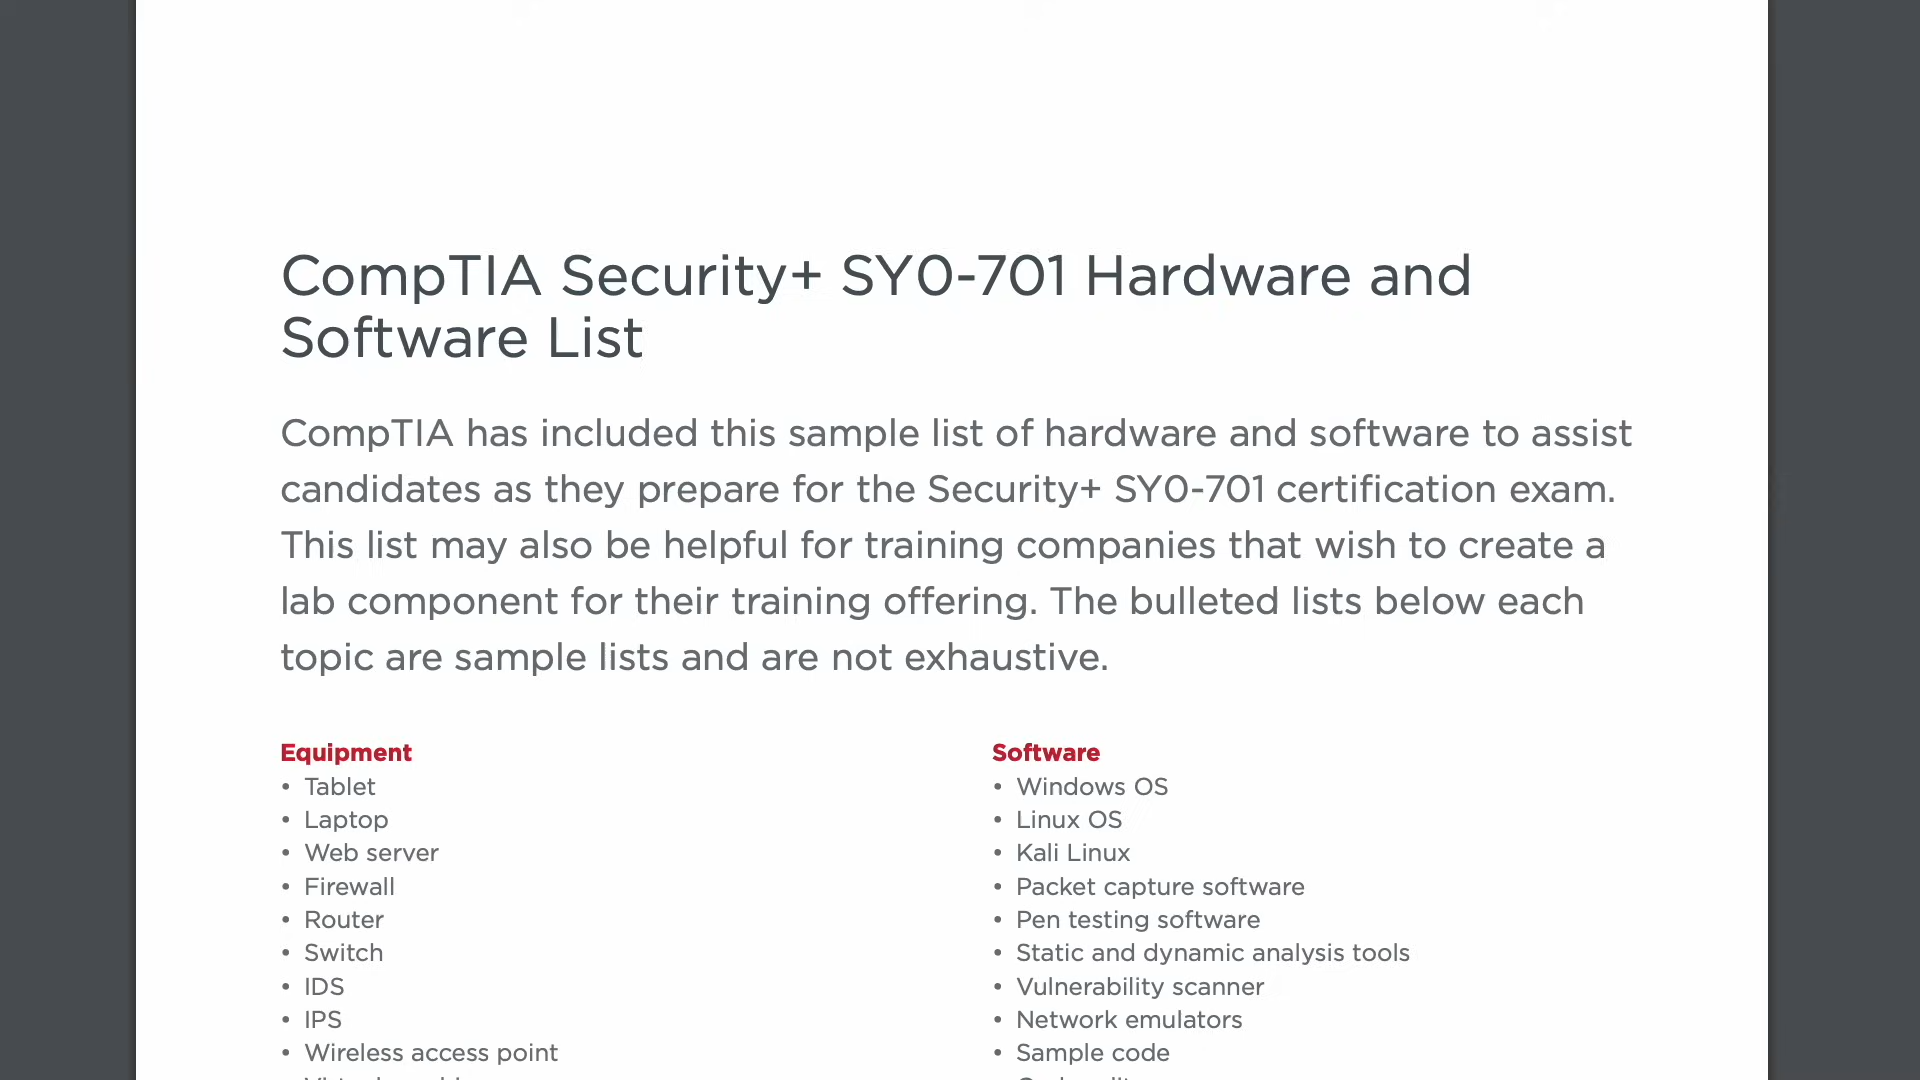 CompTIA Security+ SY0-701 Hardware and
Software List
CompTIA has included this sample list of hardware and software to assist
candidates as they prepare for the Security+ SY0-701 certification exam.
This list may also be helpful for training companies that wish to create a
lab component for their training offering. The bulleted lists below each
topic are sample lists and are not exhaustive.
Equipment
• Tablet
• Laptop
• Web server
• Firewall
• Router
• Switch
• IDS
• IPS
• Wireless access point
Software
• Windows OS
• Linux OS
• Kali Linux
• Packet capture software
• Pen testing software
• Static and dynamic analysis tools
• Vulnerability scanner
• Network emulators
• Sample code